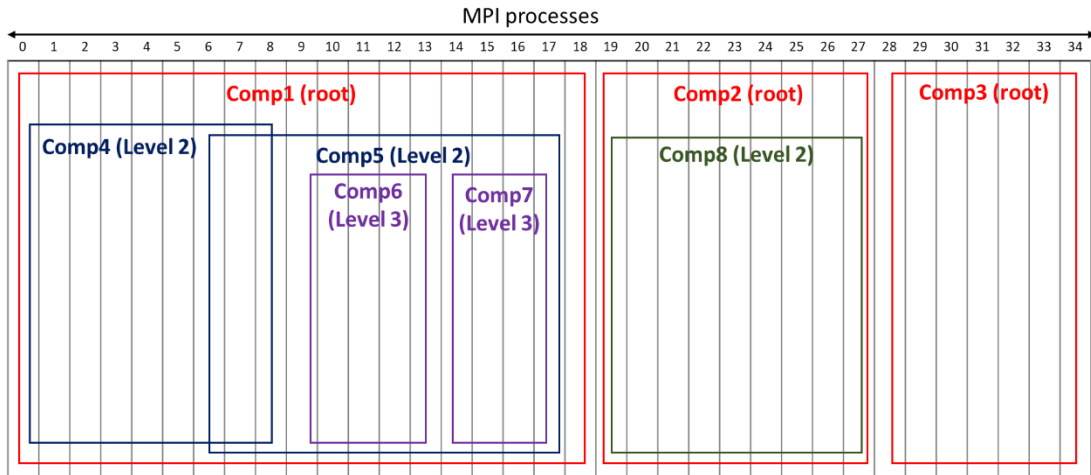 MPI processes
0 1 2 3 4 5 6 7 8 9 10 11 12 13 14 15 16 17 18 19 20 21 22 23 24 25 26 27 28 29 30 31 32 33 34
Comp1 (root) Comp2 (root) Comp3 (root)
Comp4 (Level 2) Comp5 (Level 2) Comp8 (Level 2)
Comp6 Comp7
(Level 3) (Level 3)